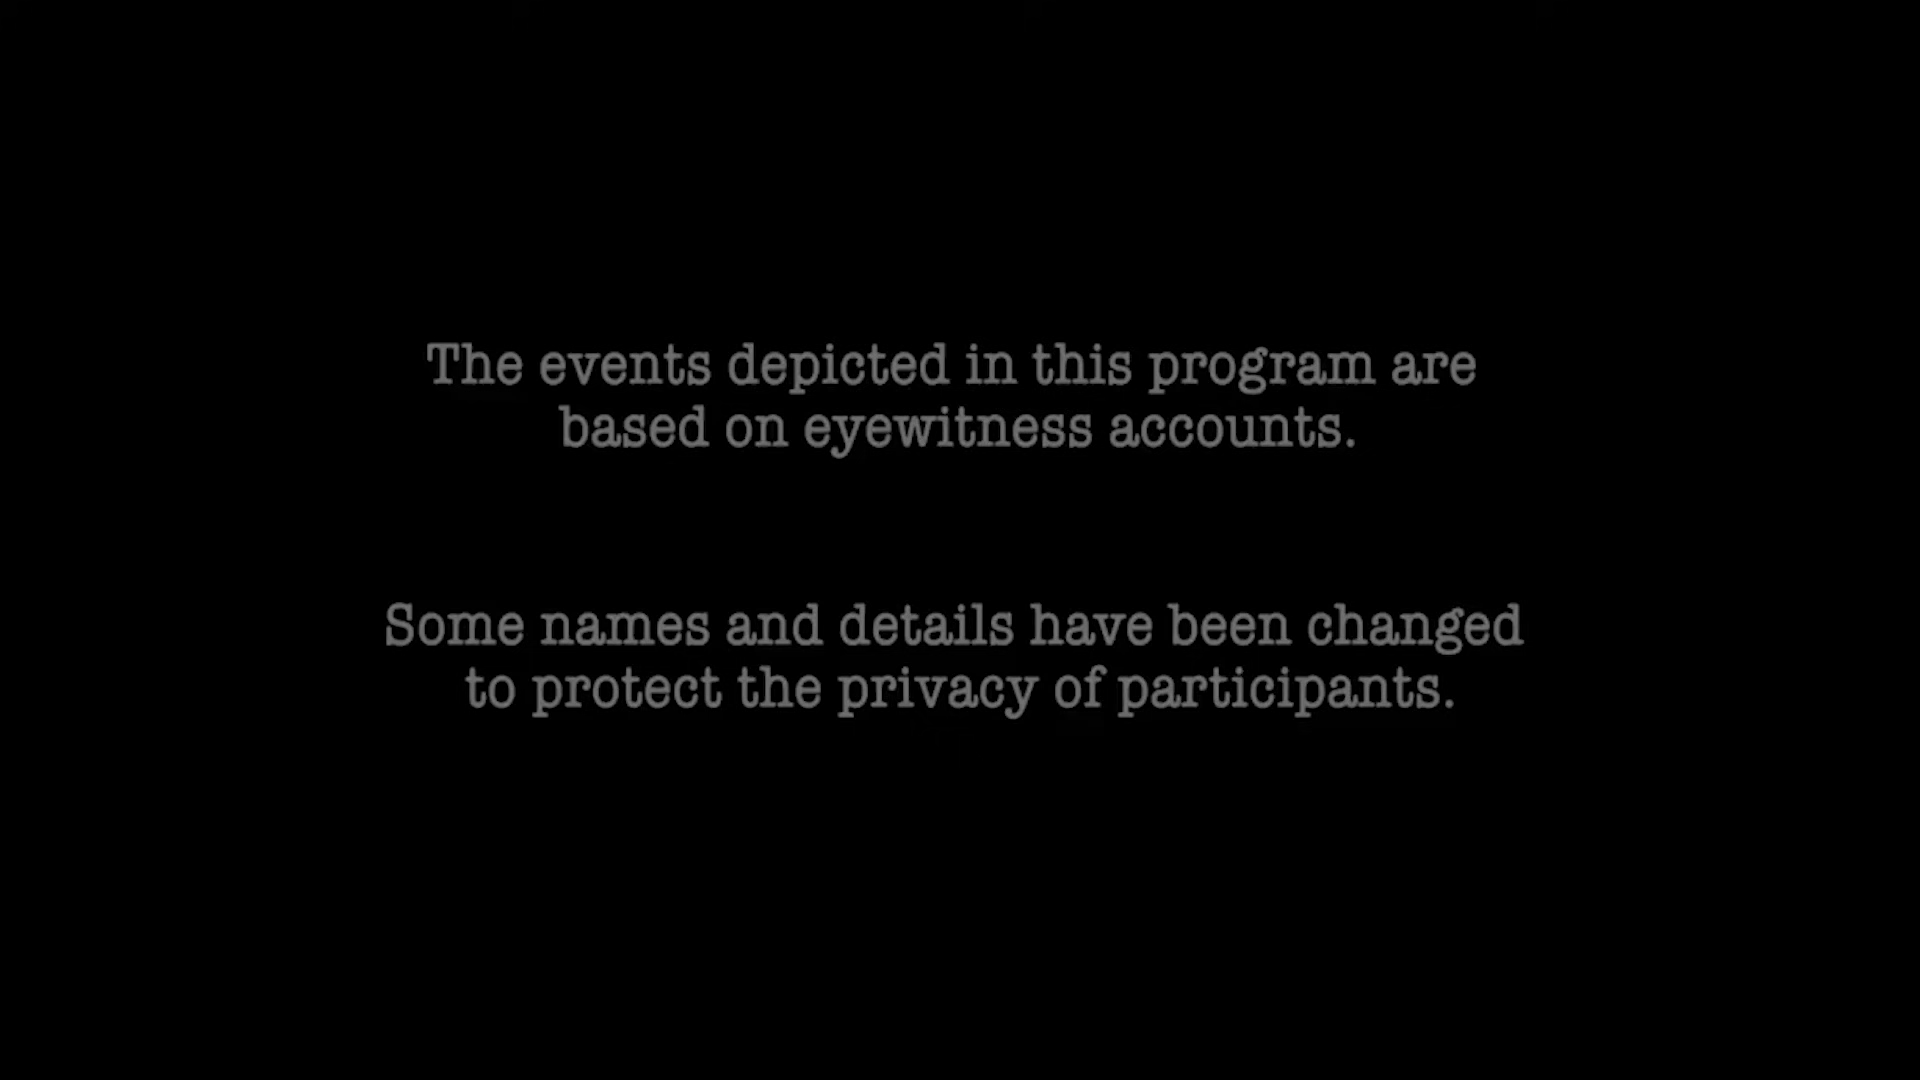 The events depicted in this program are
based on eyewitness accounts.
Some names and details have been changed
to protect the privacy of participants.